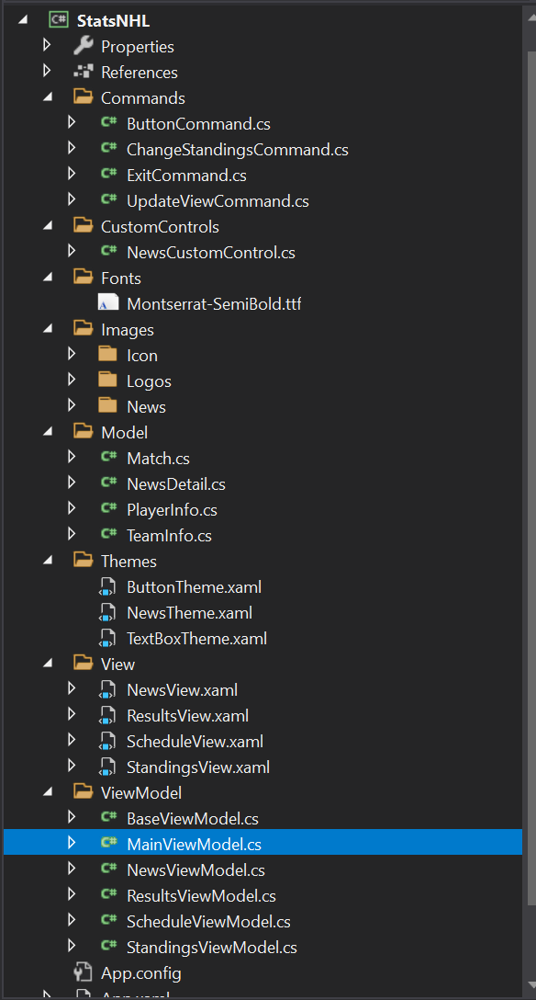 StatsNHL
Properties
References
Commands
C# ButtonCommand.cs
C# ChangeStandingsCommand.cs
C# ExitCommand.cs
C# UpdateViewCommand.cs
CustomControls
C# NewsCustomControl.cs
Fonts
Montserrat-SemiBold.ttf
Images
Icon
Logos
News
Model
C# Match.cs
C# NewsDetail.cs
C# PlayerInfo.cs
C# TeamInfo.cs
Themes
ButtonTheme.xaml
NewsTheme.xaml
TextBoxTheme.xaml
View
NewsView.xaml
ResultsView.xaml
ScheduleView.xaml
StandingsView.xaml
ViewModel
C# BaseViewModel.cs
C# MainViewModel.cs
C# NewsViewModel.cs
C# ResultsViewModel.cs
C# ScheduleViewModel.cs
C# StandingsViewModel.cs
App.config